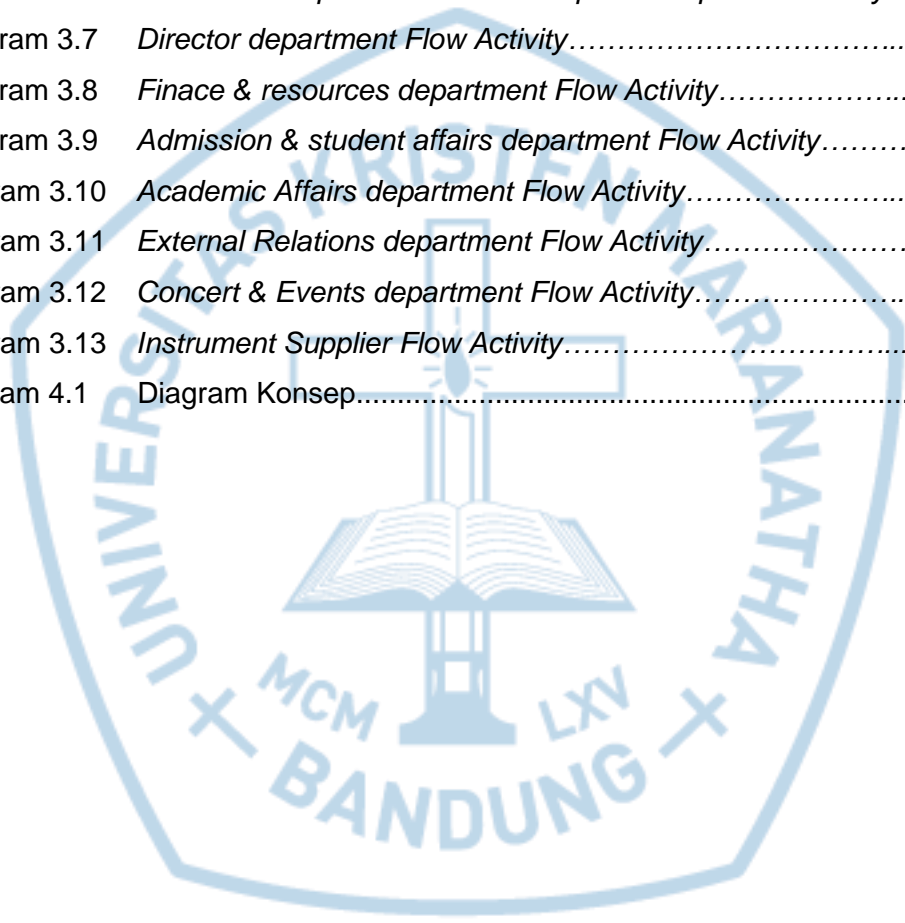 ram 3.7 Director department Flow Activity…………………………….....
ram 3.8 Finace & resources department Flow Activity………………...
ram 3.9 Admission & student affairs department Flow Activity………
am 3.10 Academic Affairs department Flow Activity…………………...
am 3.11 External Relations department Flow Activity…………………
am 3.12 Concert & Events department Flow Activity…………………..
am 3.13 Instrument Supplier Flow Activity…………………………......
am 4.1 Diagram Konsep......................................................................
UNIVERSITAS KRISTEN MARANATHA
MCM LXV
BANDUNG